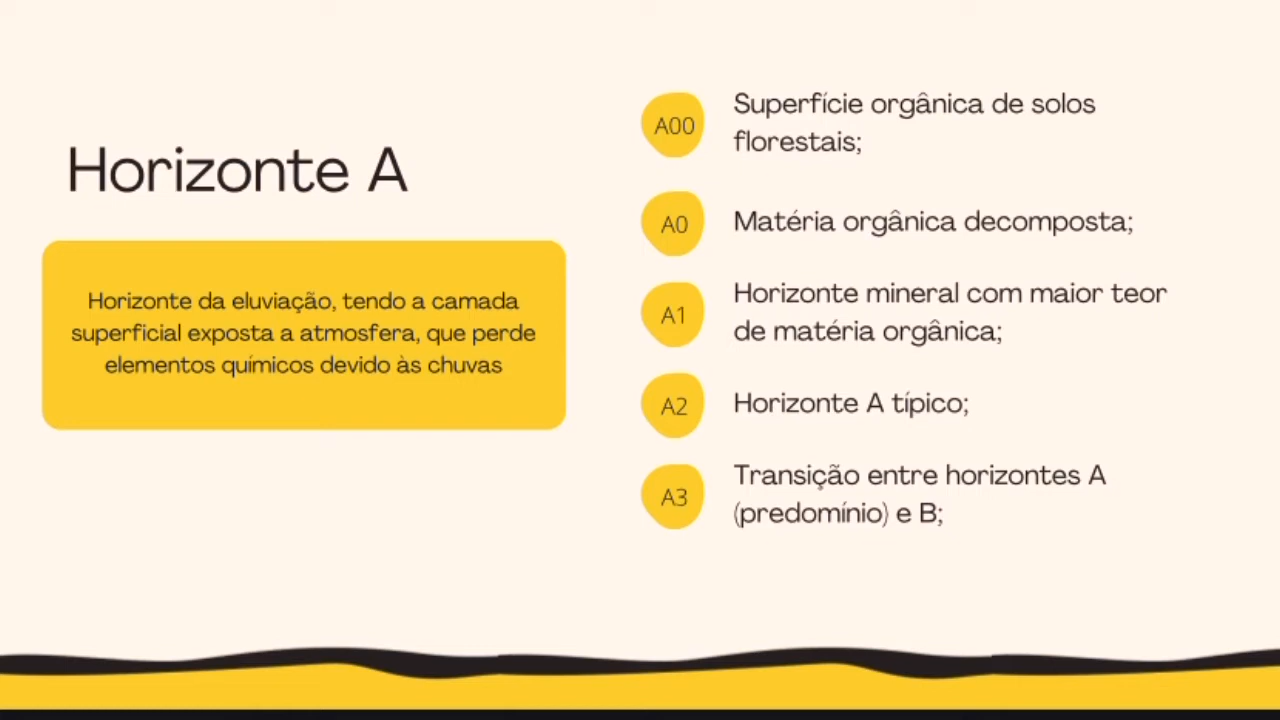 Horizonte A
Horizonte da eluviação, tendo a camada
superficial exposta a atmosfera, que perde
elementos químicos devido às chuvas
A00
Superfície orgânica de solos
florestais;
A0
Matéria orgânica decomposta;
A1
Horizonte mineral com maior teor
de matéria orgânica;
A2
Horizonte A típico;
A3
Transição entre horizontes A
(predomínio) e B;